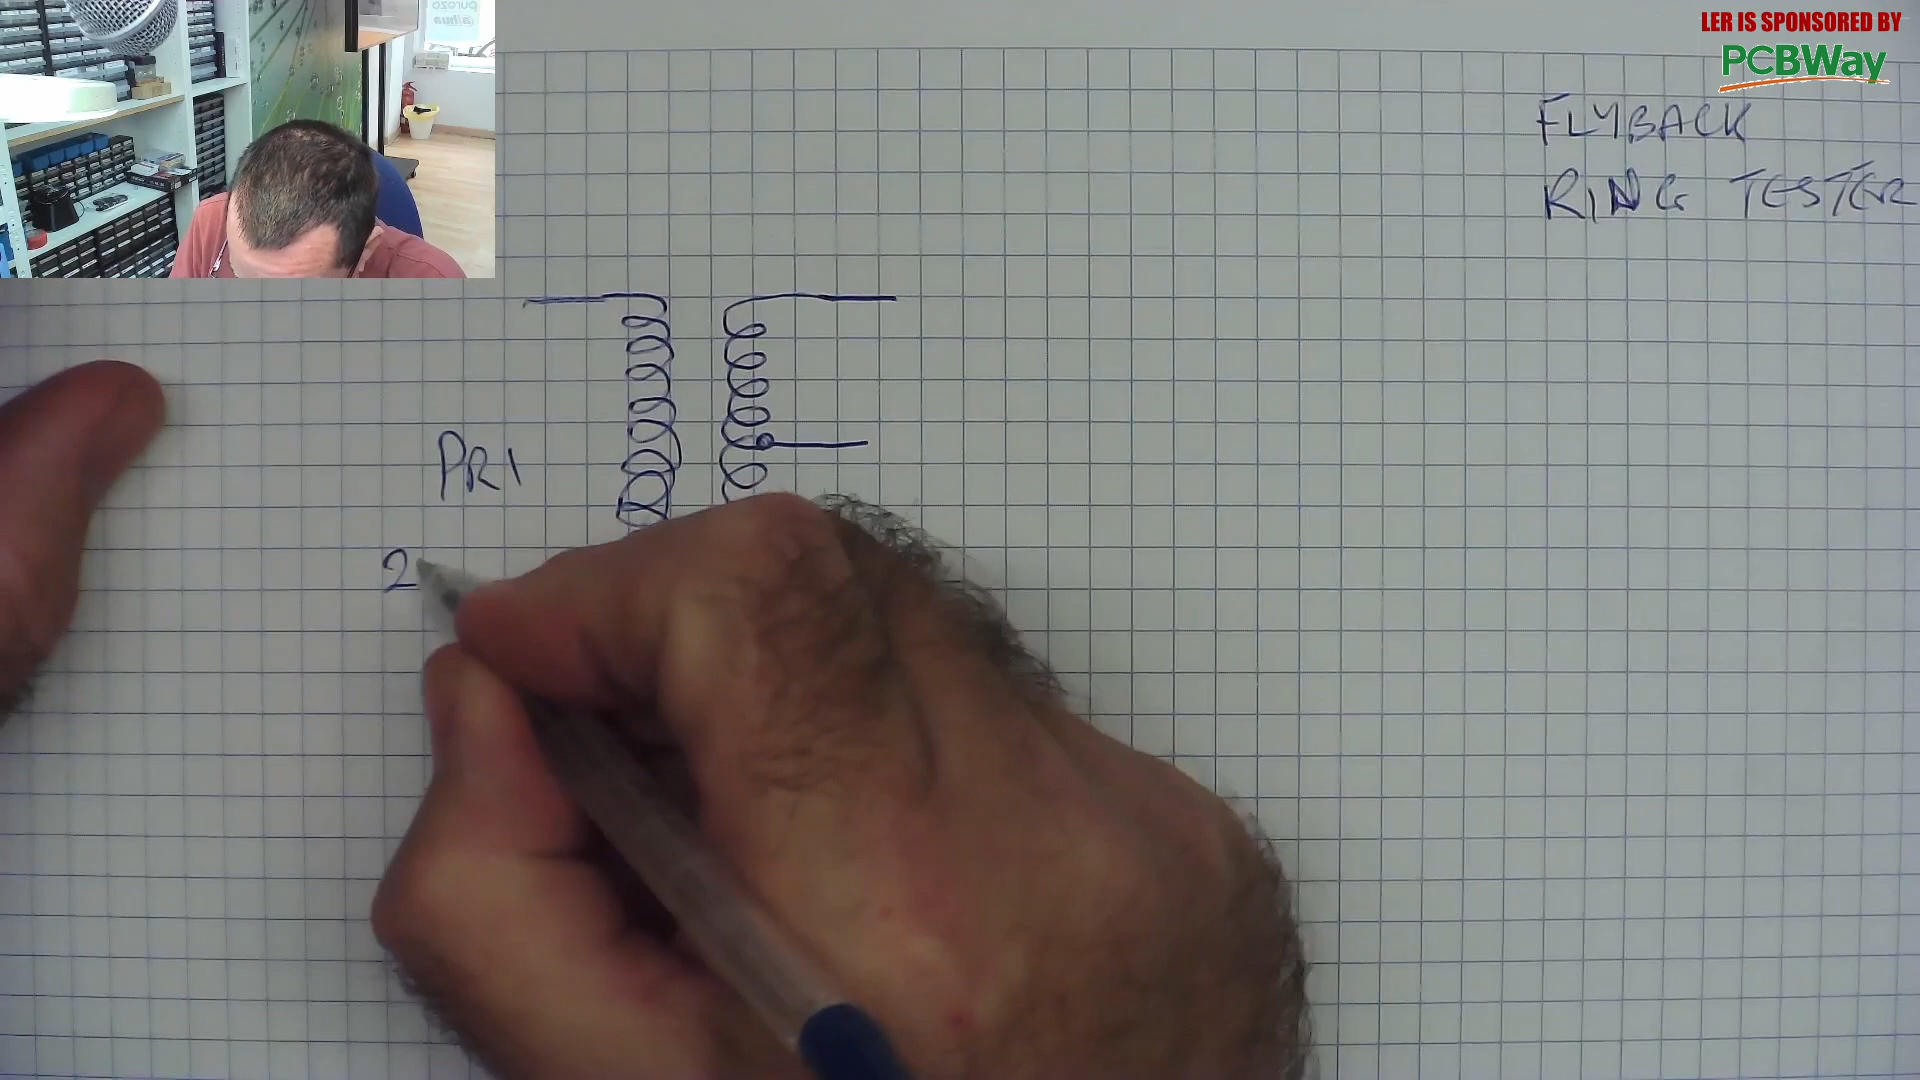 LER IS SPONSORED BY
PCBWay
FLYBACK
RING TESTER
PRI
2